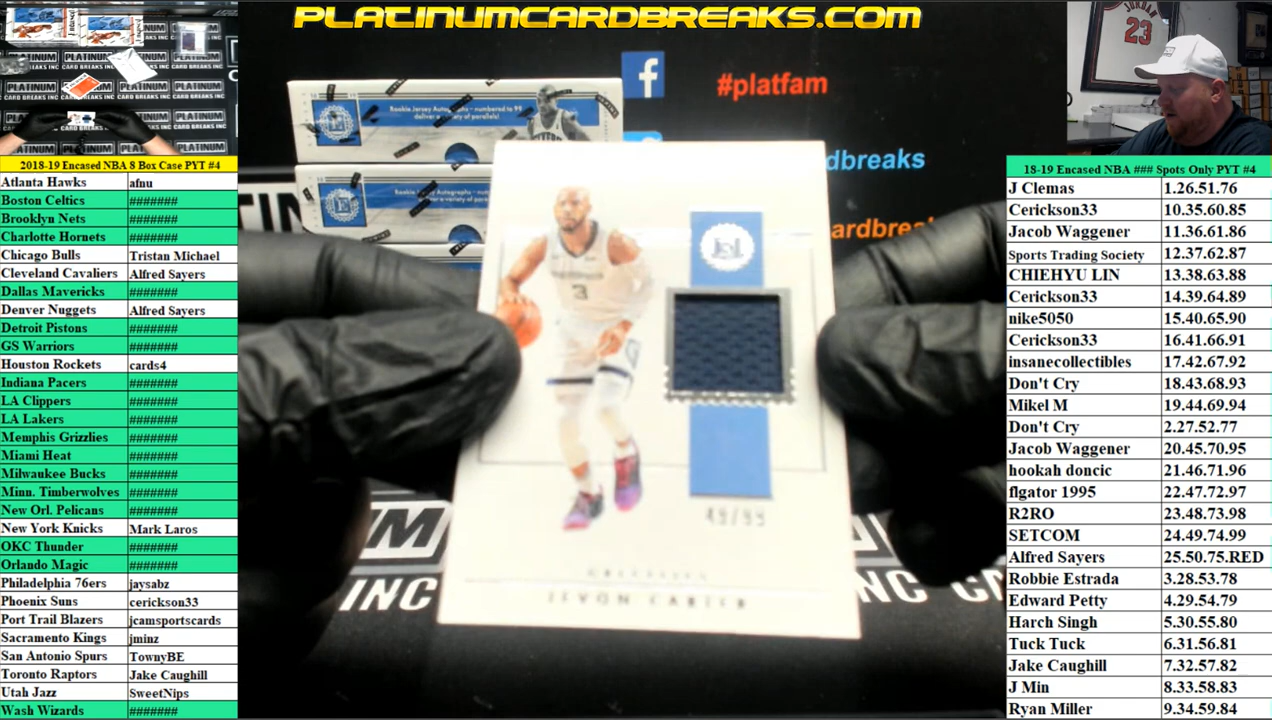 PLATINUMCARDBREAKS.COM
#platfam
dbreaks
ardbreak
Rookie Jersey Autographs – numbered to 99
JORDAN
23
3
49/99
JEVON CARTER
INC
2018-19 Encased NBA 8 Box Case PYT #4
Atlanta Hawks afnu
Boston Celtics #######
Brooklyn Nets #######
Charlotte Hornets #######
Chicago Bulls Tristan Michael
Cleveland Cavaliers Alfred Sayers
Dallas Mavericks #######
Denver Nuggets Alfred Sayers
Detroit Pistons #######
GS Warriors #######
Houston Rockets cards4
Indiana Pacers #######
LA Clippers #######
LA Lakers #######
Memphis Grizzlies #######
Miami Heat #######
Milwaukee Bucks #######
Minn. Timberwolves #######
New Orl. Pelicans #######
New York Knicks Mark Laros
OKC Thunder #######
Orlando Magic #######
Philadelphia 76ers jaysabz
Phoenix Suns cerickson33
Port Trail Blazers jcamsportscards
Sacramento Kings jminz
San Antonio Spurs TownyBE
Toronto Raptors Jake Caughill
Utah Jazz SweetNips
Wash Wizards #######
18-19 Encased NBA ### Spots Only PYT #4
J Clemas 1.26.51.76
Cerickson33 10.35.60.85
Jacob Waggener 11.36.61.86
Sports Trading Society 12.37.62.87
CHIEHYU LIN 13.38.63.88
Cerickson33 14.39.64.89
nike5050 15.40.65.90
Cerickson33 16.41.66.91
insanecollectibles 17.42.67.92
Don't Cry 18.43.68.93
Mikel M 19.44.69.94
Don't Cry 2.27.52.77
Jacob Waggener 20.45.70.95
hookah doncic 21.46.71.96
flgator 1995 22.47.72.97
R2RO 23.48.73.98
SETCOM 24.49.74.99
Alfred Sayers 25.50.75.RED
Robbie Estrada 3.28.53.78
Edward Petty 4.29.54.79
Harch Singh 5.30.55.80
Tuck Tuck 6.31.56.81
Jake Caughill 7.32.57.82
J Min 8.33.58.83
Ryan Miller 9.34.59.84